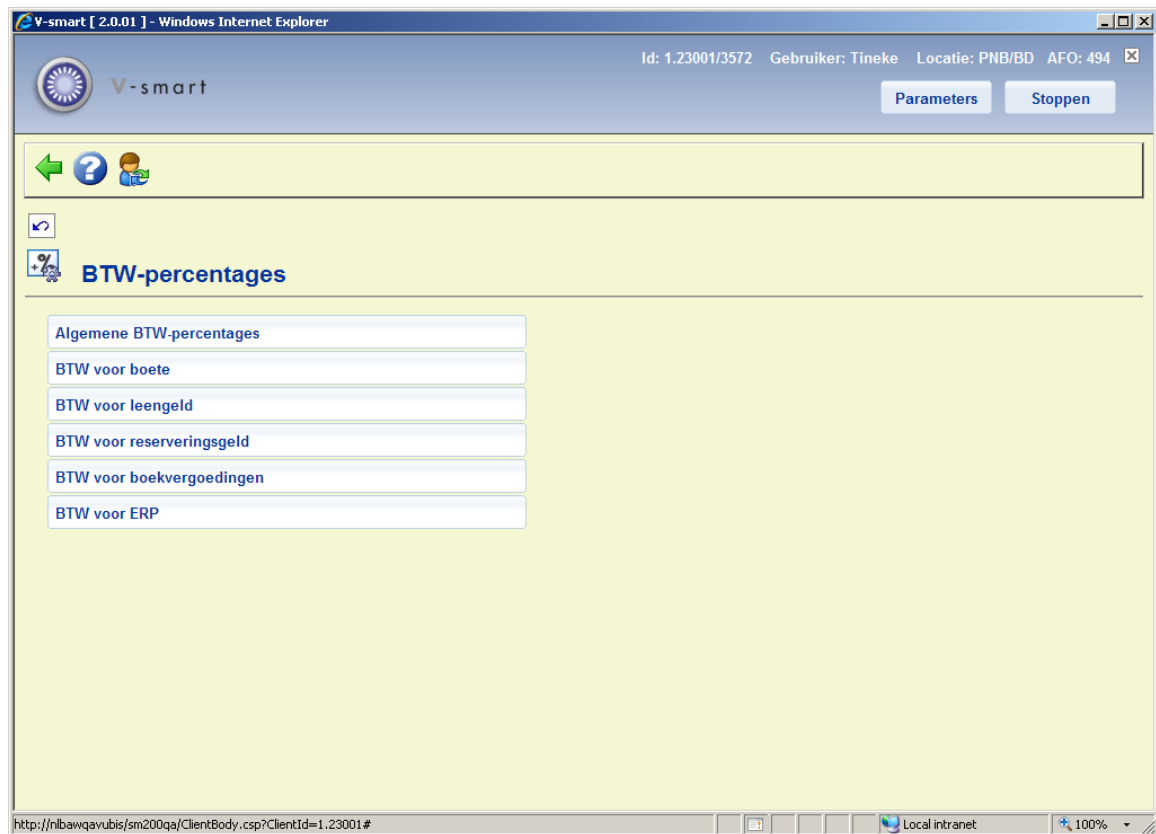 V-smart [ 2.0.01 ] - Windows Internet Explorer
Id: 1.23001/3572 Gebruiker: Tineke Locatie: PNB/BD AFO: 494
V-smart
Parameters Stoppen
BTW-percentages
Algemene BTW-percentages
BTW voor boete
BTW voor leengeld
BTW voor reserveringsgeld
BTW voor boekvergoedingen
BTW voor ERP
http://nlbawqavubis/sm200qa/ClientBody.csp?ClientId=1.23001# Local intranet 100%